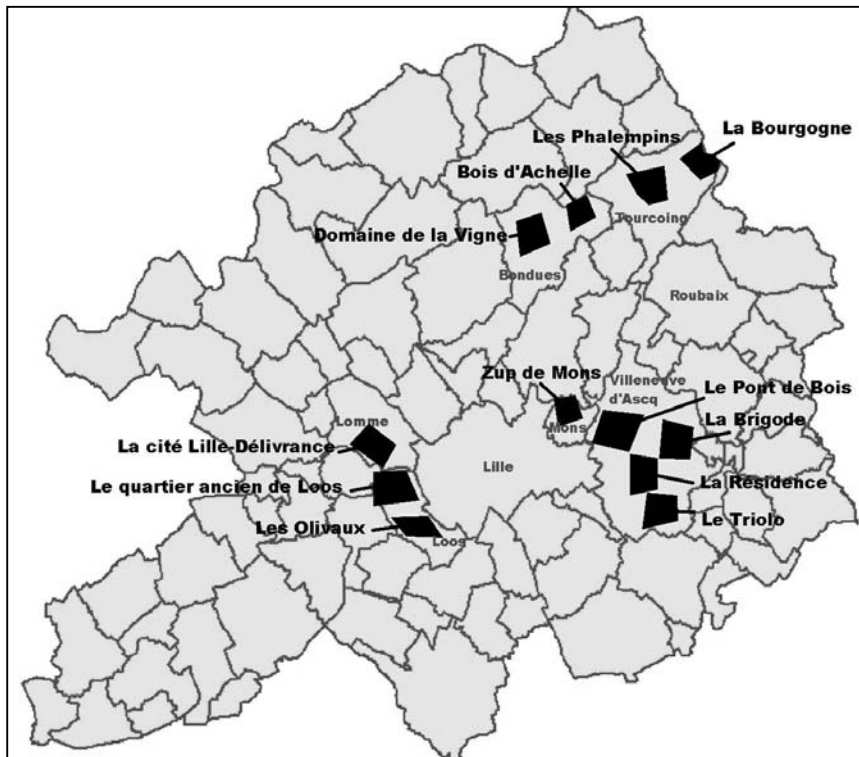 La Bourgogne
Les Phalempins
Bois d'Achelle
Tourcoing
Domaine de la Vigne
Bondues
Roubaix
Zup de Mons
Villeneuve
d'Ascq
Le Pont de Bois
La Brigode
Lomme
Mons
La cité Lille-Délivrance
Lille
Le quartier ancien de Loos
La Résidence
Les Olivaux
Le Triolo
Loos